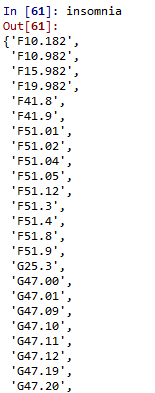 In [61]: insomnia
Out[61]:
{'F10.182',
'F10.982',
'F15.982',
'F19.982',
'F41.8',
'F41.9',
'F51.01',
'F51.02',
'F51.04',
'F51.05',
'F51.12',
'F51.3',
'F51.4',
'F51.8',
'F51.9',
'G25.3',
'G47.00',
'G47.01',
'G47.09',
'G47.10',
'G47.11',
'G47.12',
'G47.19',
'G47.20',